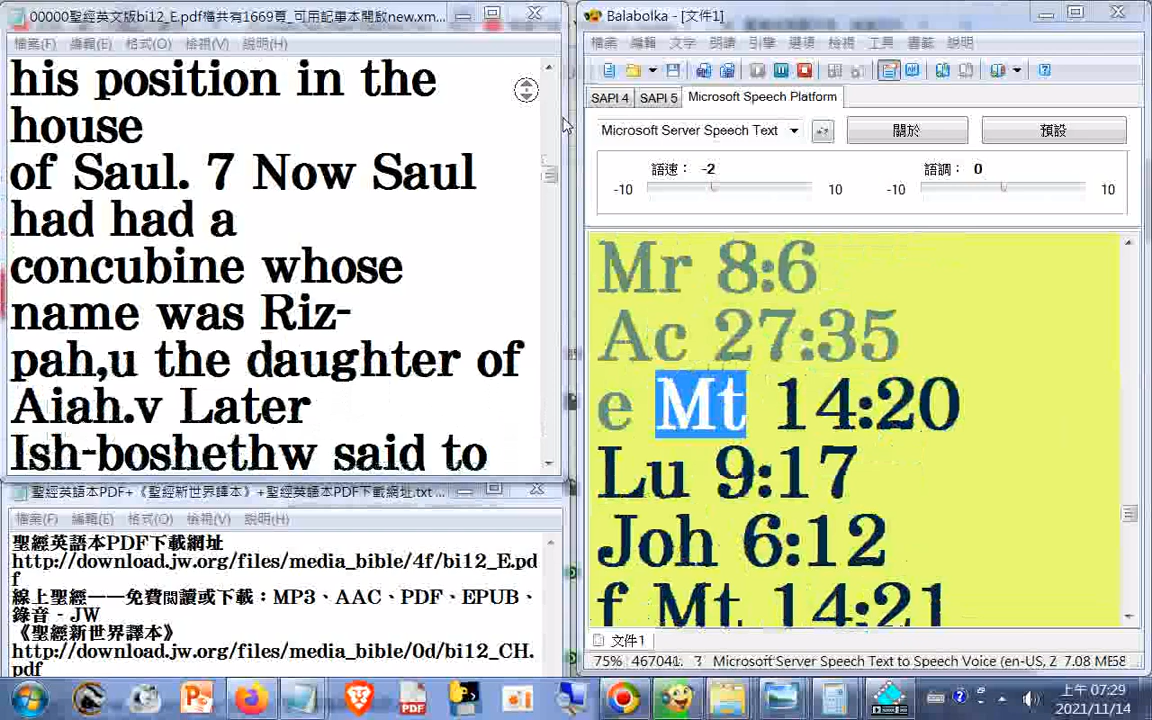 00000聖經英文版bi12_E.pdf檔共有1669頁_可用記事本開啟new.xm...
檔案(F) 編輯(E) 格式(O) 檢視(V) 說明(H)
his position in the
house
of Saul. 7 Now Saul
had had a
concubine whose
name was Riz-
pah,u the daughter of
Aiah.v Later
Ish-boshethw said to
聖經英語本PDF+《聖經新世界譯本》+聖經英語本PDF下載網址.txt ...
檔案(F) 編輯(E) 格式(O) 檢視(V) 說明(H)
聖經英語本PDF下載網址
http://download.jw.org/files/media_bible/4f/bi12_E.pd
f
線上聖經——免費閱讀或下載：MP3、AAC、PDF、EPUB、
錄音 - JW
《聖經新世界譯本》
http://download.jw.org/files/media_bible/0d/bi12_CH.
pdf
Balabolka - [文件1]
檔案 編輯 文字 朗讀 引擎 選項 檢視 工具 書籤 說明
SAPI 4 SAPI 5 Microsoft Speech Platform
Microsoft Server Speech Text 關於 預設
語速： -2 語調： 0
-10 10 -10 10
Mr 8:6
Ac 27:35
e Mt 14:20
Lu 9:17
Joh 6:12
f Mt 14:21
文件1
75% 467041. 7 Microsoft Server Speech Text to Speech Voice (en-US, Z 7.08 ME58
PDF
上午 07:29
2021/11/14